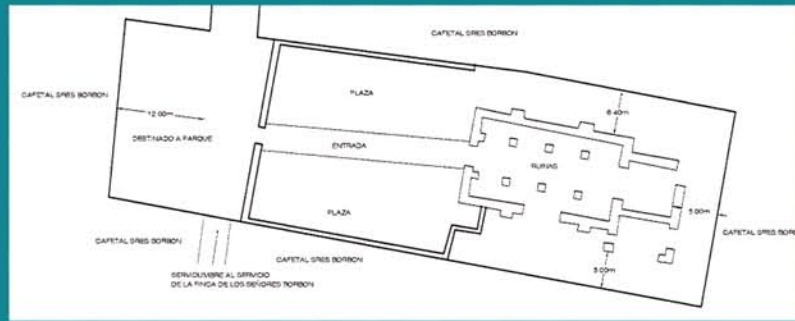 CAFETAL SRES BORBON
CAFETAL SRES BORBON
PLAZA
6.40m
12.00m
DESTINADO A PARQUE
ENTRADA
RUINAS
PLAZA
5.00m
CAFETAL SRES BOR
CAFETAL SRES BORBON
CAFETAL SRES BORBON
5.00m
SERVIDUMBRE AL SERVICIO
DE LA FINCA DE LOS SEÑORES BORBON